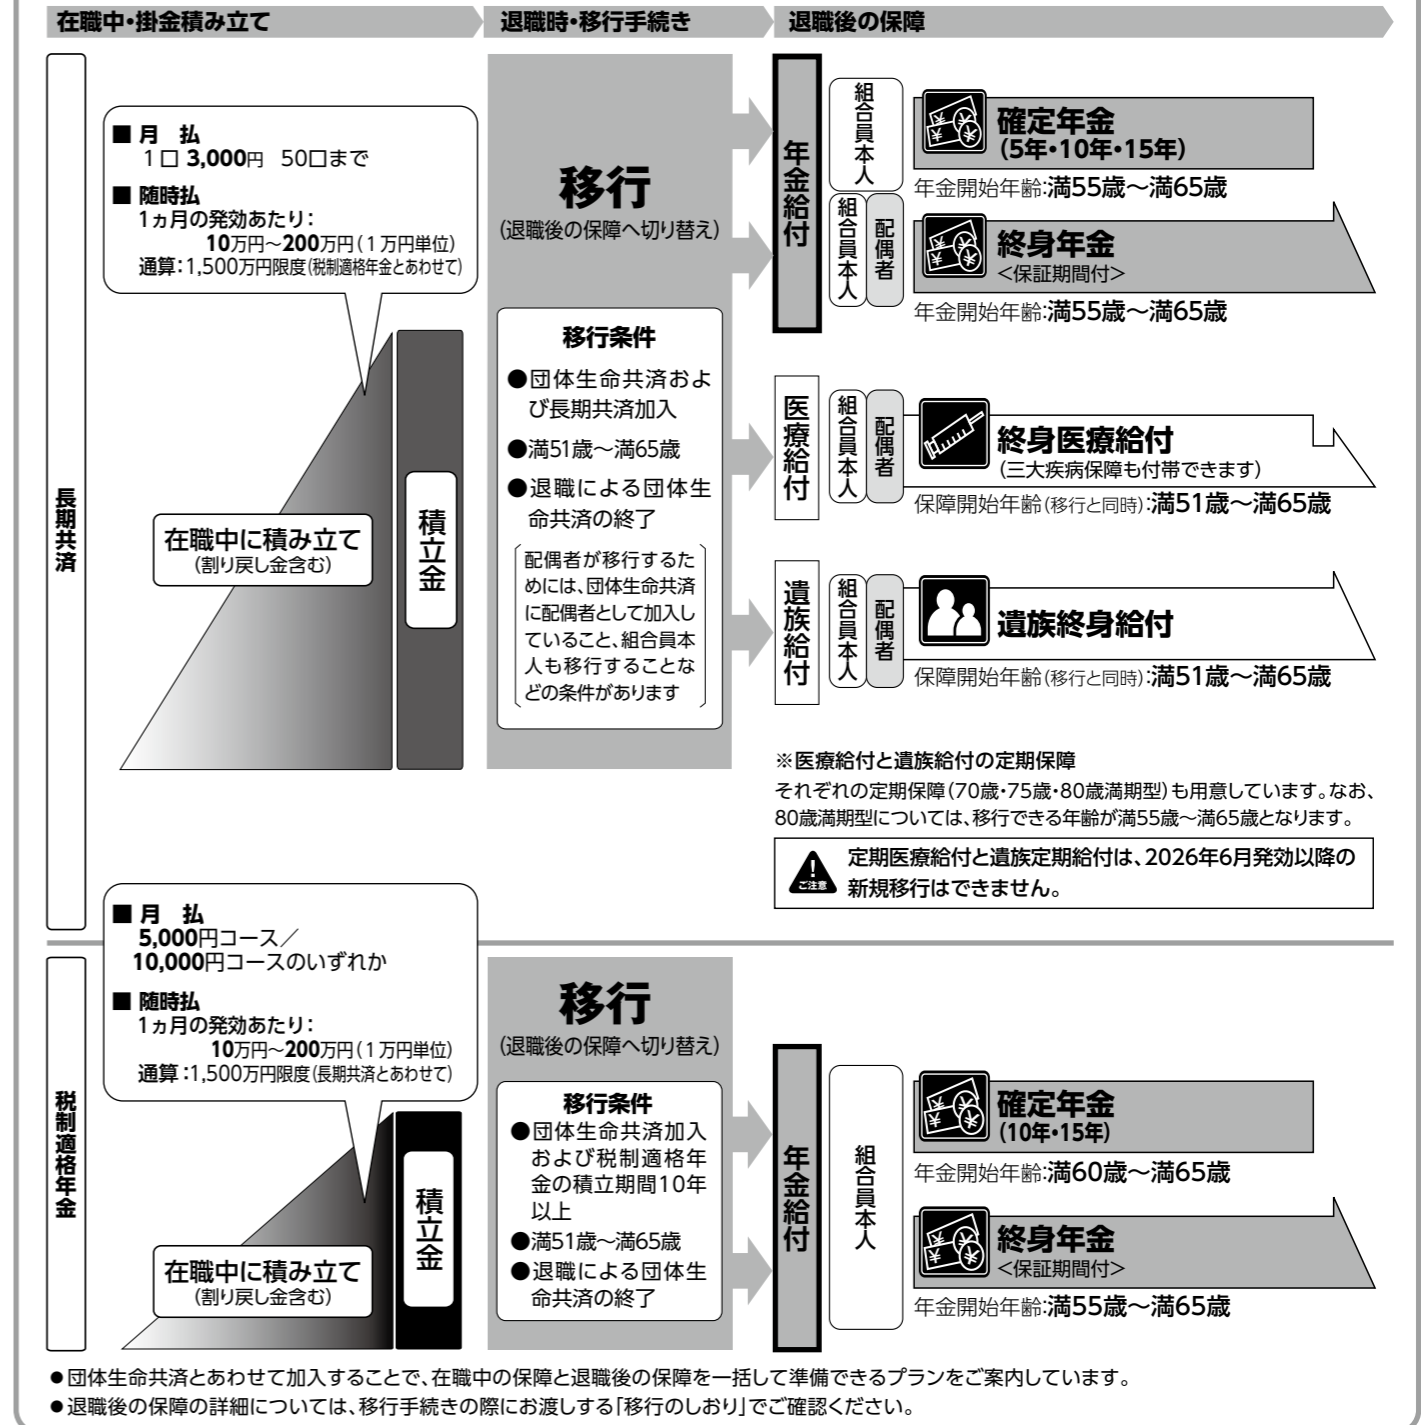 在職中・掛金積み立て
退職時・移行手続き
退職後の保障
長期共済
■ 月　払
1口 3,000円　50口まで
■ 随時払
1ヵ月の発効あたり：
10万円～200万円（１万円単位）
通算：1,500万円限度（税制適格年金とあわせて）
在職中に積み立て
（割り戻し金含む）
積立金
移行
（退職後の保障へ切り替え）
移行条件
●団体生命共済およ
び長期共済加入
●満51歳～満65歳
●退職による団体生
命共済の終了
配偶者が移行するた
めには、団体生命共済
に配偶者として加入し
ていること、組合員本
人も移行することな
どの条件があります
年金給付
組合員本人
確定年金
（5年・10年・15年）
年金開始年齢：満55歳～満65歳
組合員本人
配偶者
終身年金
＜保証期間付＞
年金開始年齢：満55歳～満65歳
医療給付
組合員本人
配偶者
終身医療給付
（三大疾病保障も付帯できます）
保障開始年齢（移行と同時）：満51歳～満65歳
遺族給付
組合員本人
配偶者
遺族終身給付
保障開始年齢（移行と同時）：満51歳～満65歳
※医療給付と遺族給付の定期保障
それぞれの定期保障（70歳・75歳・80歳満期型）も用意しています。なお、
80歳満期型については、移行できる年齢が満55歳～満65歳となります。
!
ご注意
定期医療給付と遺族定期給付は、2026年6月発効以降の
新規移行はできません。
税制適格年金
■ 月　払
5,000円コース／
10,000円コースのいずれか
■ 随時払
1ヵ月の発効あたり：
10万円～200万円（１万円単位）
通算：1,500万円限度（長期共済とあわせて）
在職中に積み立て
（割り戻し金含む）
積立金
移行
（退職後の保障へ切り替え）
移行条件
●団体生命共済加入
および税制適格年
金の積立期間10年
以上
●満51歳～満65歳
●退職による団体生
命共済の終了
年金給付
組合員本人
確定年金
（10年・15年）
年金開始年齢：満60歳～満65歳
終身年金
＜保証期間付＞
年金開始年齢：満55歳～満65歳
●団体生命共済とあわせて加入することで、在職中の保障と退職後の保障を一括して準備できるプランをご案内しています。
●退職後の保障の詳細については、移行手続きの際にお渡しする「移行のしおり」でご確認ください。